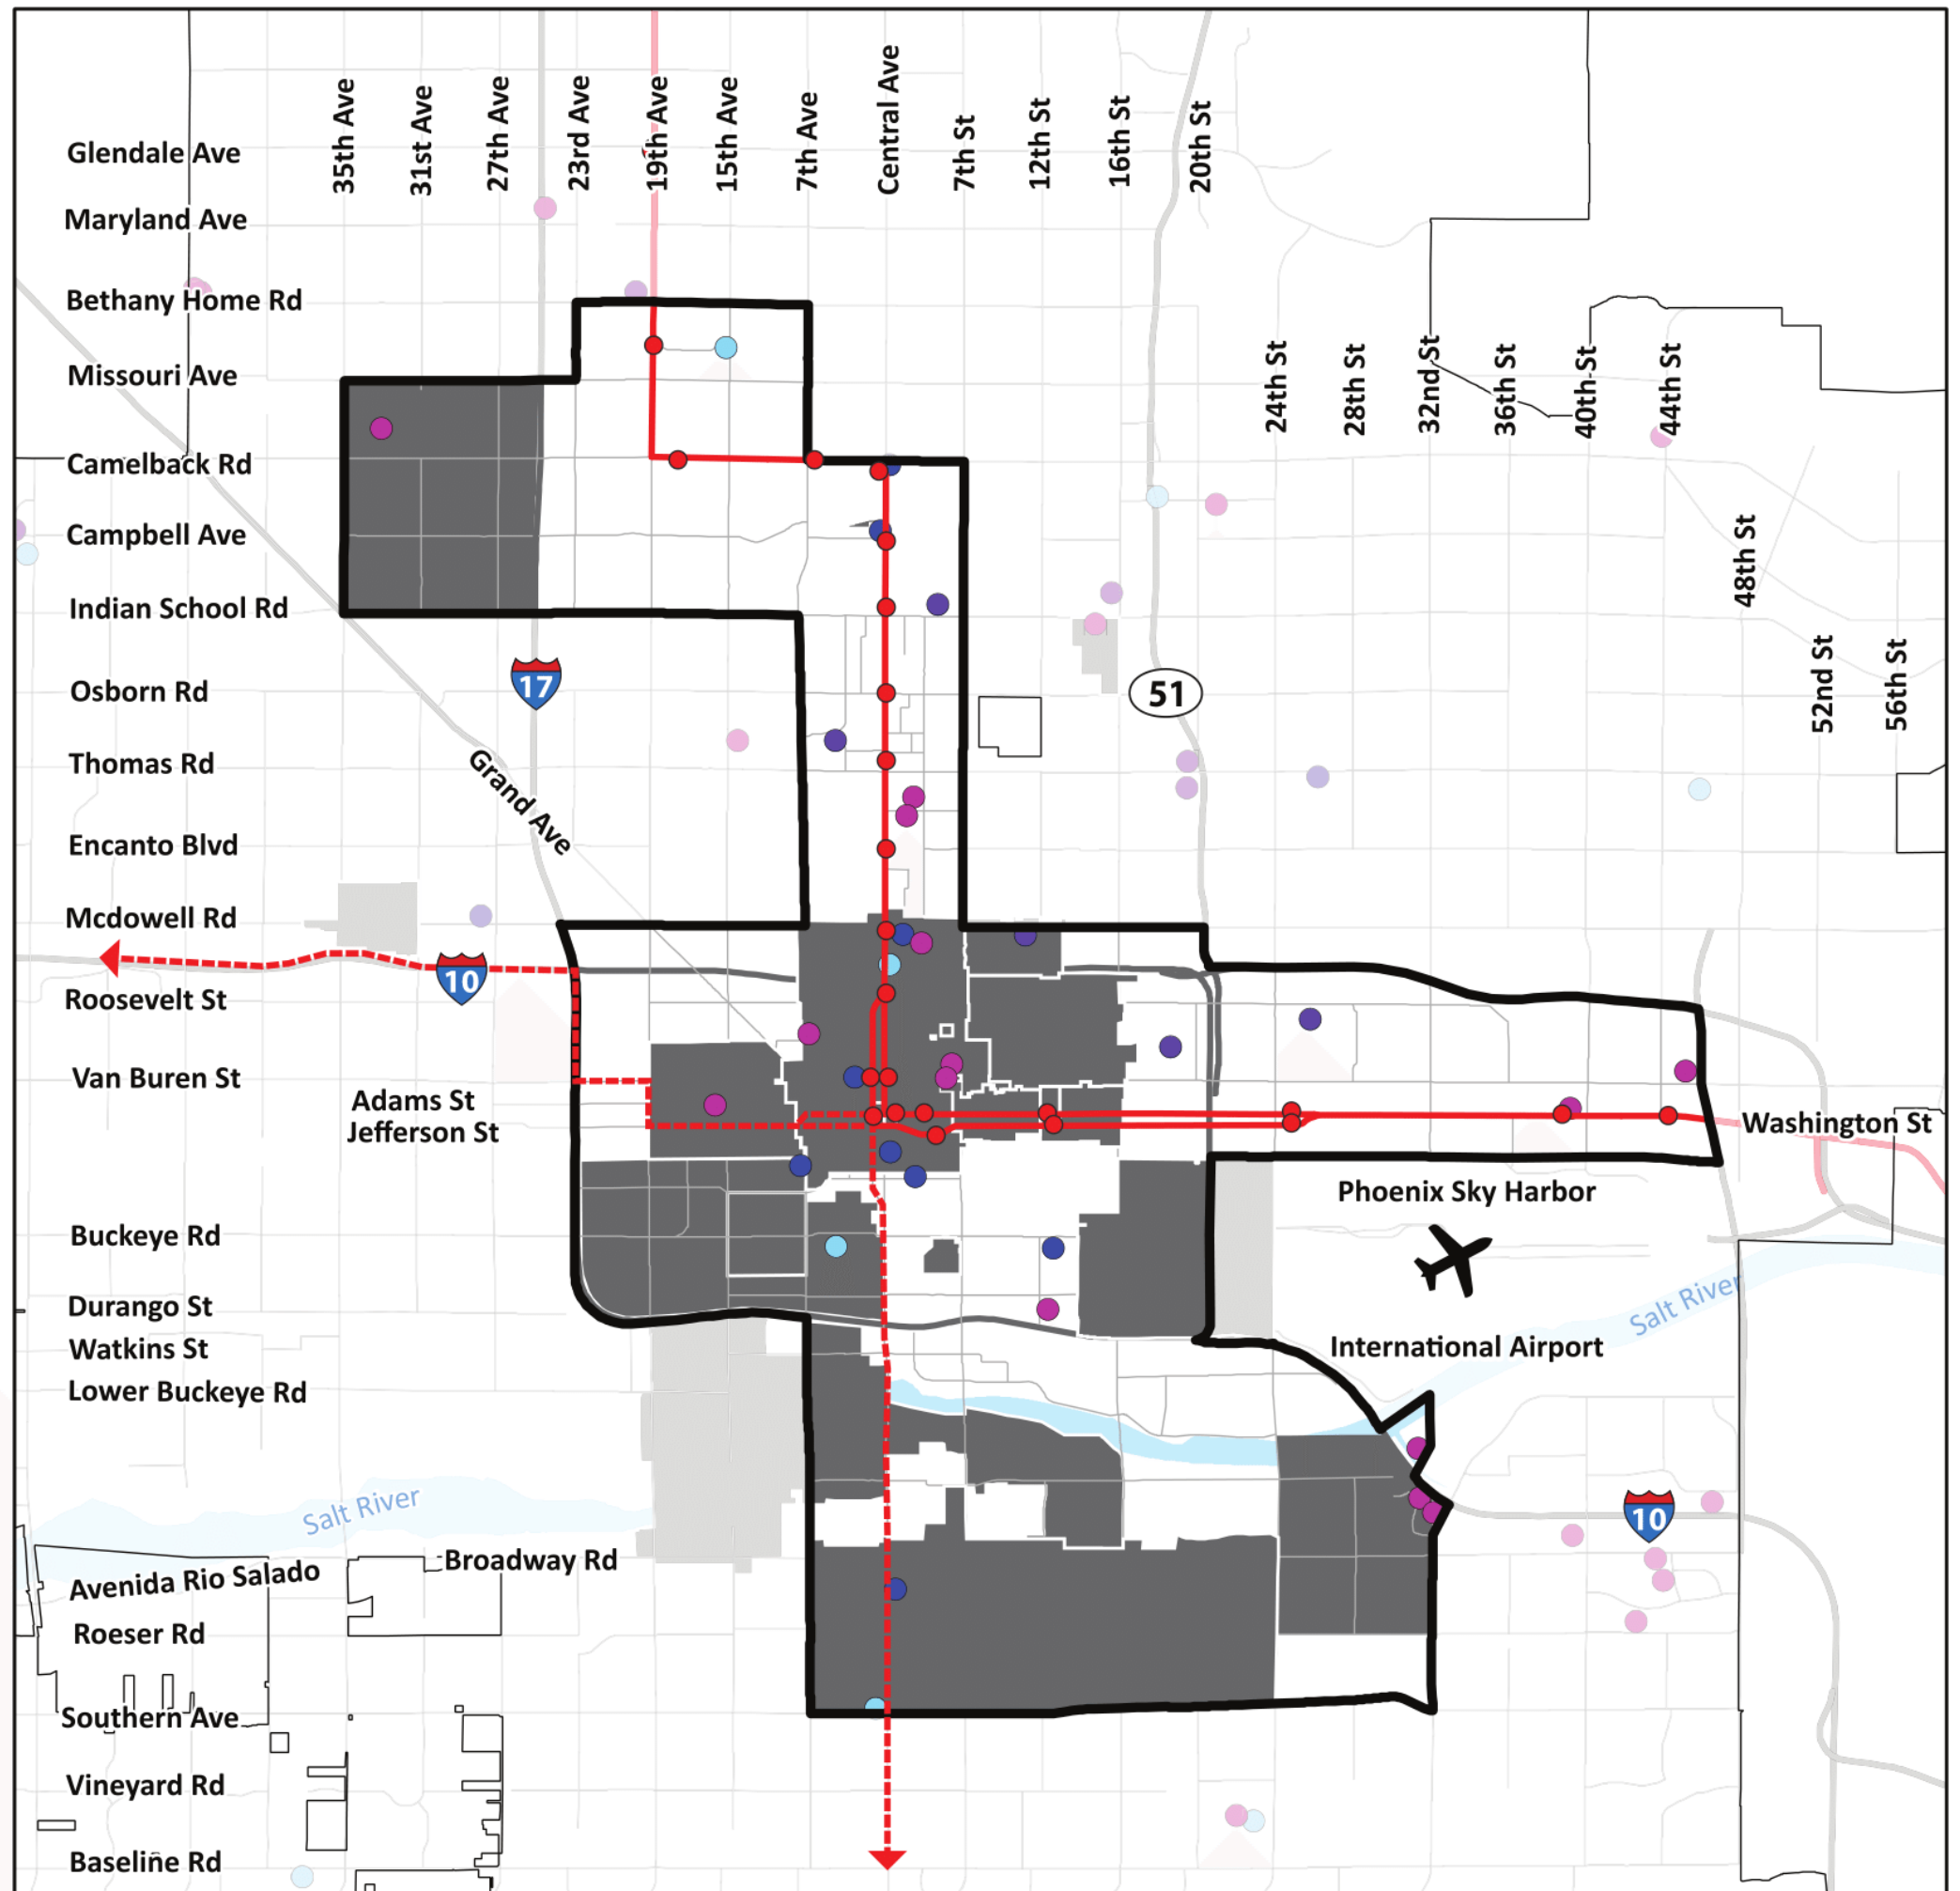 35th Ave
31st Ave
27th Ave
23rd Ave
19th Ave
15th Ave
7th Ave
Central Ave
7th St
12th St
16th St
20th St
Glendale Ave
Maryland Ave
Bethany Home Rd
Missouri Ave
24th St
28th St
32nd St
36th St
40th St
44th St
Camelback Rd
Campbell Ave
48th St
Indian School Rd
17
51
Osborn Rd
52nd St
56th St
Thomas Rd
Grand Ave
Encanto Blvd
Mcdowell Rd
10
Roosevelt St
Van Buren St
Adams St
Jefferson St
Washington St
Phoenix Sky Harbor
Buckeye Rd
Durango St
Salt River
Watkins St
International Airport
Lower Buckeye Rd
Salt River
10
Broadway Rd
Avenida Rio Salado
Roeser Rd
Southern Ave
Vineyard Rd
Baseline Rd